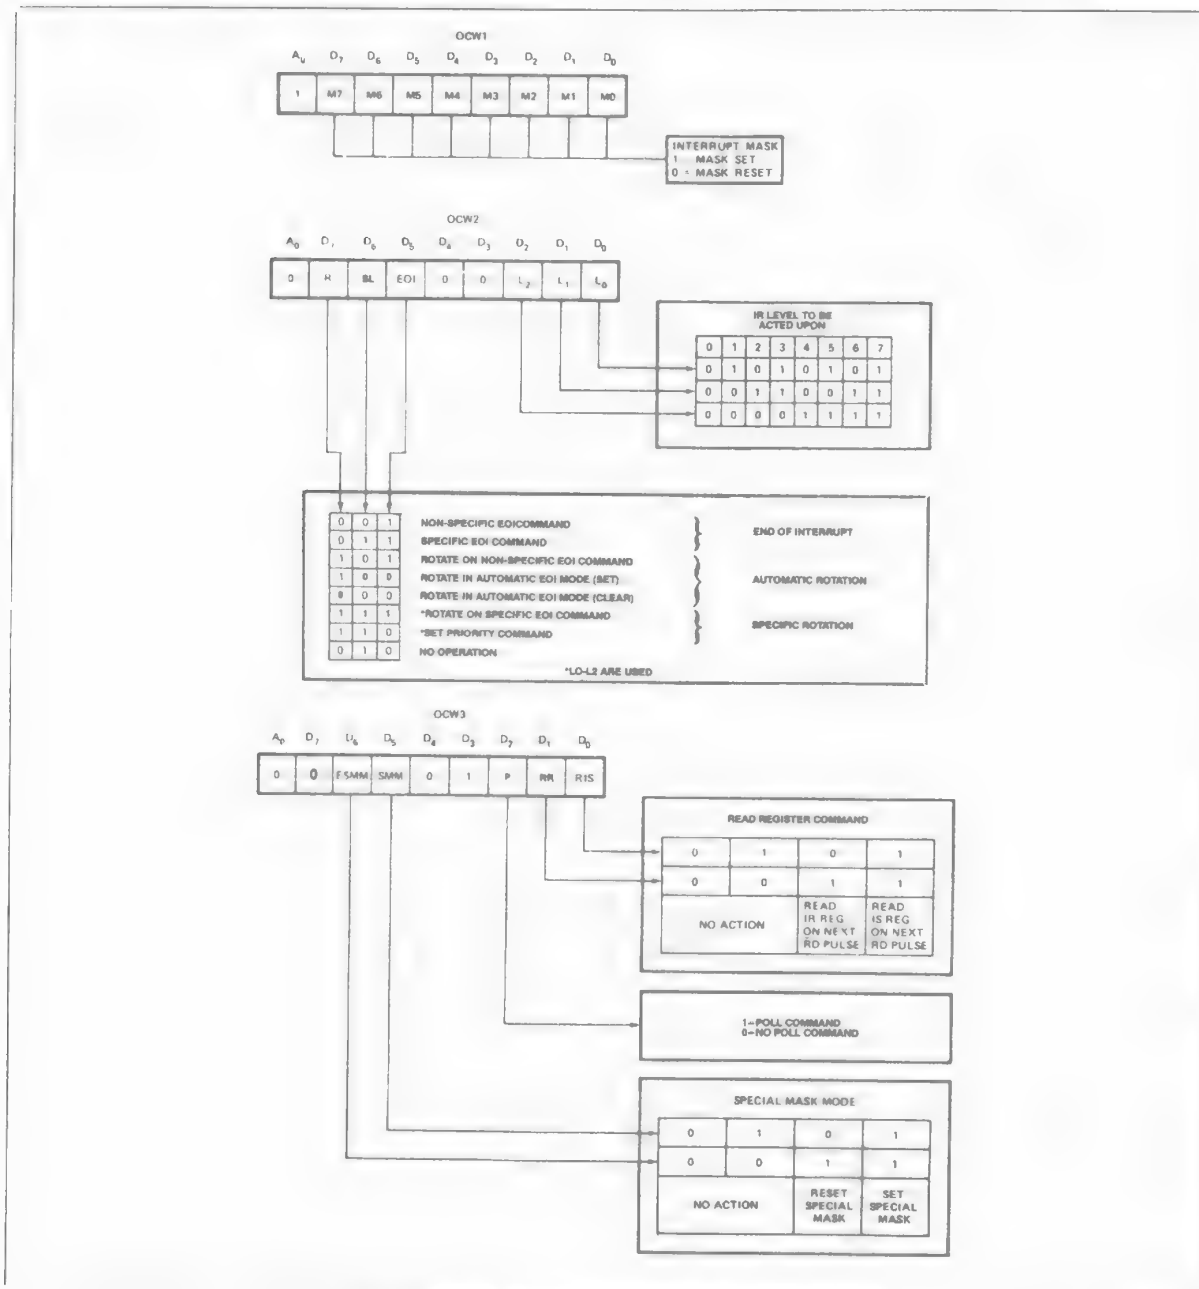 OCW1
A₀ D₇ D₆ D₅ D₄ D₃ D₂ D₁ D₀
1 M7 M6 M5 M4 M3 M2 M1 M0
INTERRUPT MASK
1 MASK SET
0 = MASK RESET
OCW2
A₀ D₇ D₆ D₅ D₄ D₃ D₂ D₁ D₀
0 R SL EOI 0 0 L₂ L₁ L₀
IR LEVEL TO BE
ACTED UPON
0 1 2 3 4 5 6 7
0 1 0 1 0 1 0 1
0 0 1 1 0 0 1 1
0 0 0 0 1 1 1 1
0 0 1 NON-SPECIFIC EOICOMMAND
0 1 1 SPECIFIC EOI COMMAND
END OF INTERRUPT
1 0 1 ROTATE ON NON-SPECIFIC EOI COMMAND
1 0 0 ROTATE IN AUTOMATIC EOI MODE (SET)
0 0 0 ROTATE IN AUTOMATIC EOI MODE (CLEAR)
AUTOMATIC ROTATION
1 1 1 *ROTATE ON SPECIFIC EOI COMMAND
1 1 0 *SET PRIORITY COMMAND
SPECIFIC ROTATION
0 1 0 NO OPERATION
*LO-L2 ARE USED
OCW3
A₀ D₇ D₆ D₅ D₄ D₃ D₂ D₁ D₀
0 0 ESMM SMM 0 1 P RR RIS
READ REGISTER COMMAND
0 1 0 1
0 0 1 1
NO ACTION
READ
IR REG
ON NEXT
RD PULSE
READ
IS REG
ON NEXT
RD PULSE
1–POLL COMMAND
0–NO POLL COMMAND
SPECIAL MASK MODE
0 1 0 1
0 0 1 1
NO ACTION
RESET
SPECIAL
MASK
SET
SPECIAL
MASK